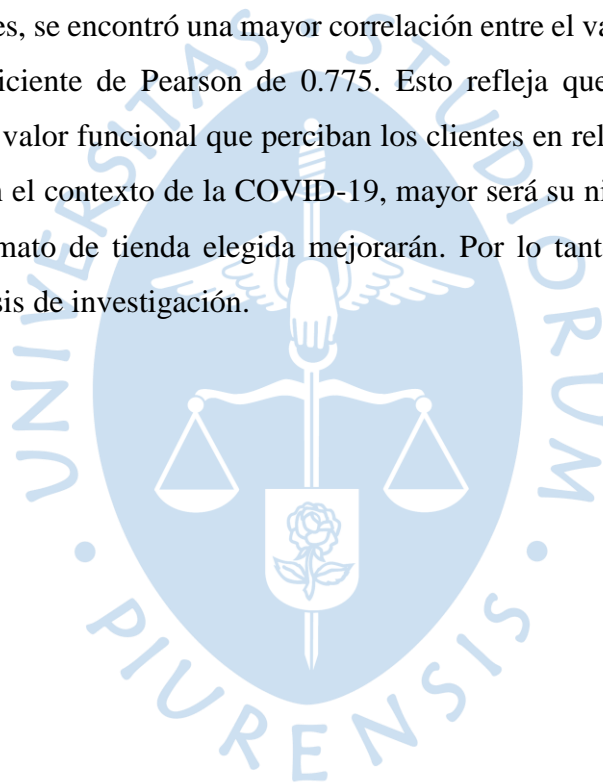 es, se encontró una mayor correlación entre el va
iciente de Pearson de 0.775. Esto refleja que
valor funcional que perciban los clientes en rel
n el contexto de la COVID-19, mayor será su ni
mato de tienda elegida mejorarán. Por lo tant
sis de investigación.
UNIVERSITAS STUDIORUM
PIURENSIS